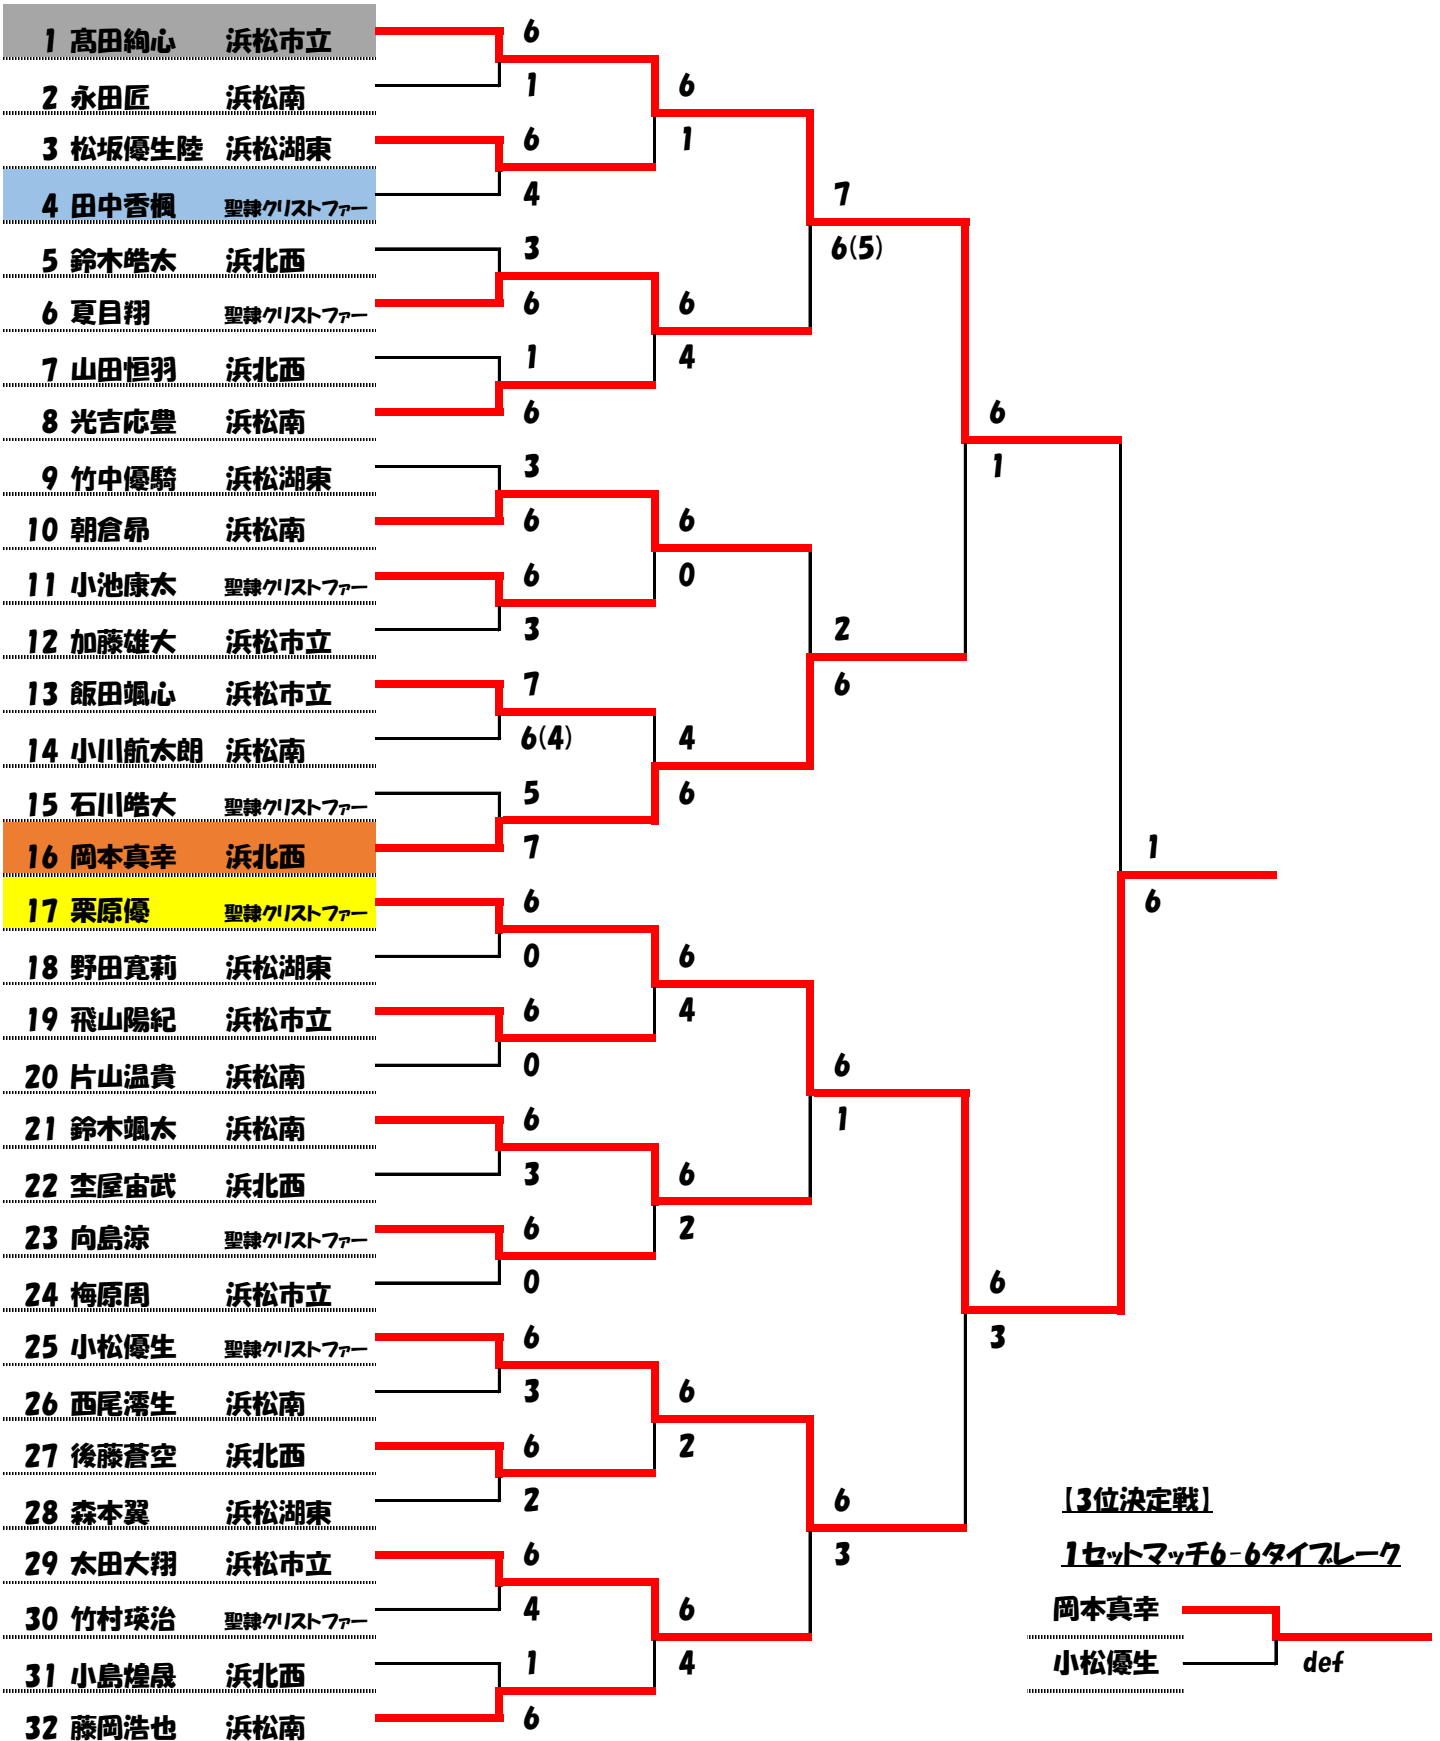 1 髙田絢心 浜松市立 6
2 永田匠 浜松南 1 6
3 松坂優生陸 浜松湖東 6 1
4 田中香楓 聖隷クリストファー 4 7
5 鈴木皓太 浜北西 3 6(5)
6 夏目翔 聖隷クリストファー 6 6
7 山田恒羽 浜北西 1 4
8 光吉応豊 浜松南 6 6
9 竹中優騎 浜松湖東 3 1
10 朝倉昴 浜松南 6 6
11 小池康太 聖隷クリストファー 6 0
12 加藤雄大 浜松市立 3 2
13 飯田颯心 浜松市立 7 6
14 小川航太朗 浜松南 6(4) 4
15 石川皓大 聖隷クリストファー 5 6
16 岡本真幸 浜北西 7 1
17 栗原優 聖隷クリストファー 6 6
18 野田寛莉 浜松湖東 0 6
19 飛山陽紀 浜松市立 6 4
20 片山温貴 浜松南 0 6
21 鈴木颯太 浜松南 6 1
22 杢屋宙武 浜北西 3 6
23 向島涼 聖隷クリストファー 6 2
24 梅原周 浜松市立 0 6
25 小松優生 聖隷クリストファー 6 3
26 西尾澪生 浜松南 3 6
27 後藤蒼空 浜北西 6 2
28 森本翼 浜松湖東 2 6
【3位決定戦】
29 太田大翔 浜松市立 6 3
1セットマッチ6-6タイブレーク
30 竹村瑛治 聖隷クリストファー 4 6
岡本真幸
31 小島煌晟 浜北西 1 4
小松優生 def
32 藤岡浩也 浜松南 6